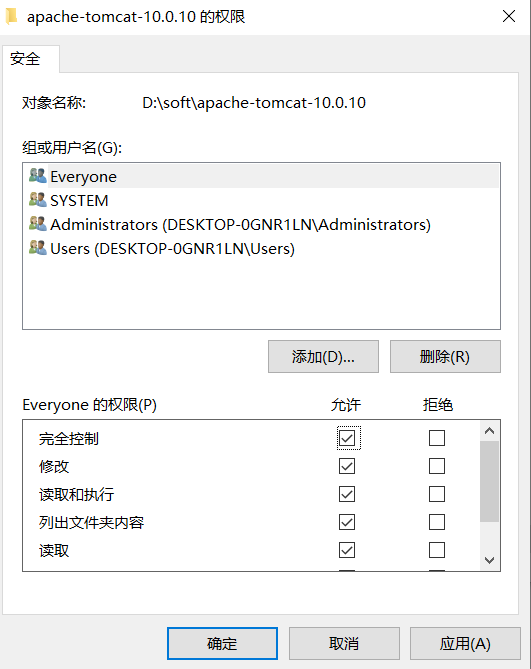 apache-tomcat-10.0.10 的权限
安全
对象名称: D:\soft\apache-tomcat-10.0.10
组或用户名(G):
Everyone
SYSTEM
Administrators (DESKTOP-0GNR1LN\Administrators)
Users (DESKTOP-0GNR1LN\Users)
添加(D)... 删除(R)
Everyone 的权限(P) 允许 拒绝
完全控制
修改
读取和执行
列出文件夹内容
读取
确定 取消 应用(A)